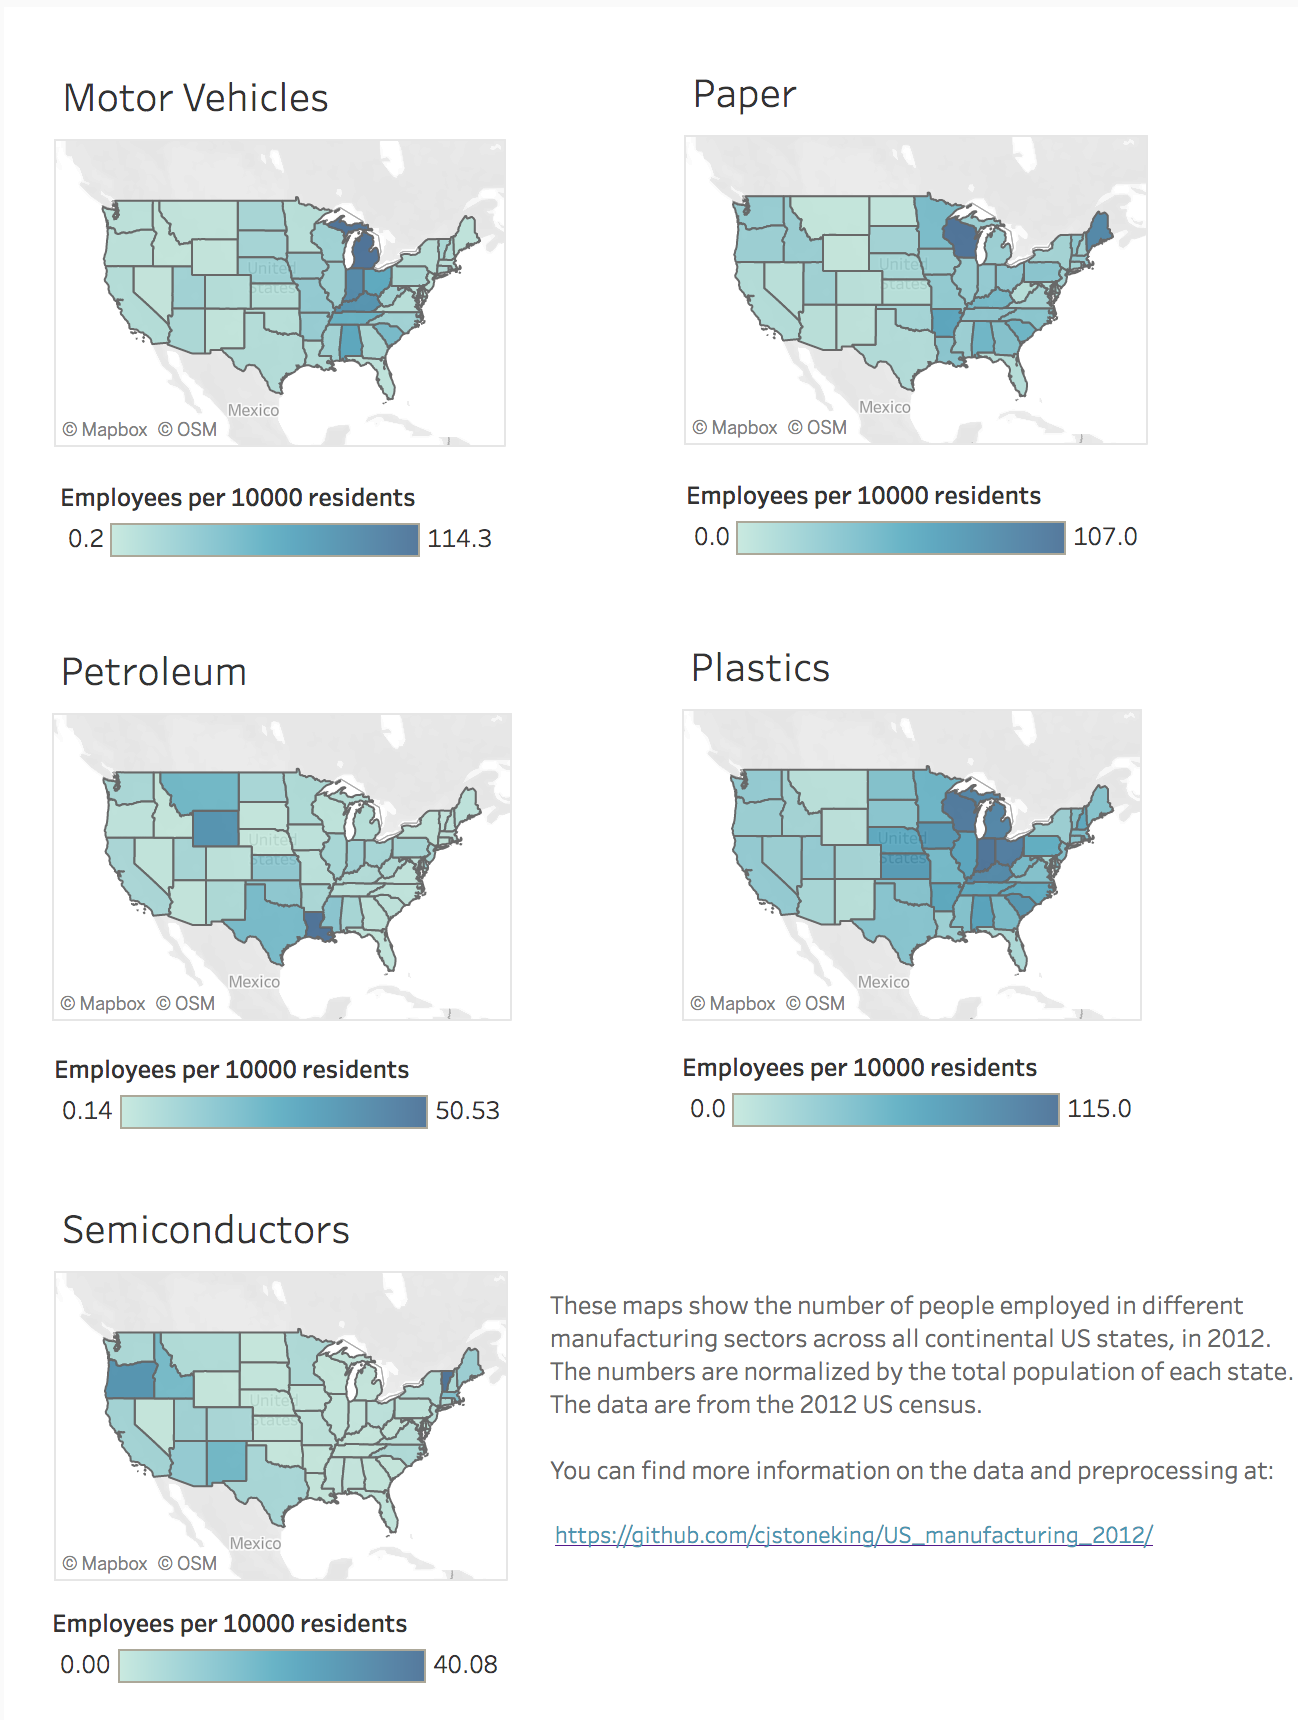 Motor Vehicles
Paper
United
States
Mexico
© Mapbox © OSM
United
States
Mexico
© Mapbox © OSM
Employees per 10000 residents
0.2 114.3
Employees per 10000 residents
0.0 107.0
Petroleum
Plastics
United
States
Mexico
© Mapbox © OSM
United
States
Mexico
© Mapbox © OSM
Employees per 10000 residents
0.14 50.53
Employees per 10000 residents
0.0 115.0
Semiconductors
United
States
Mexico
© Mapbox © OSM
Employees per 10000 residents
0.00 40.08
These maps show the number of people employed in different
manufacturing sectors across all continental US states, in 2012.
The numbers are normalized by the total population of each state.
The data are from the 2012 US census.
You can find more information on the data and preprocessing at:
https://github.com/cjstoneking/US_manufacturing_2012/